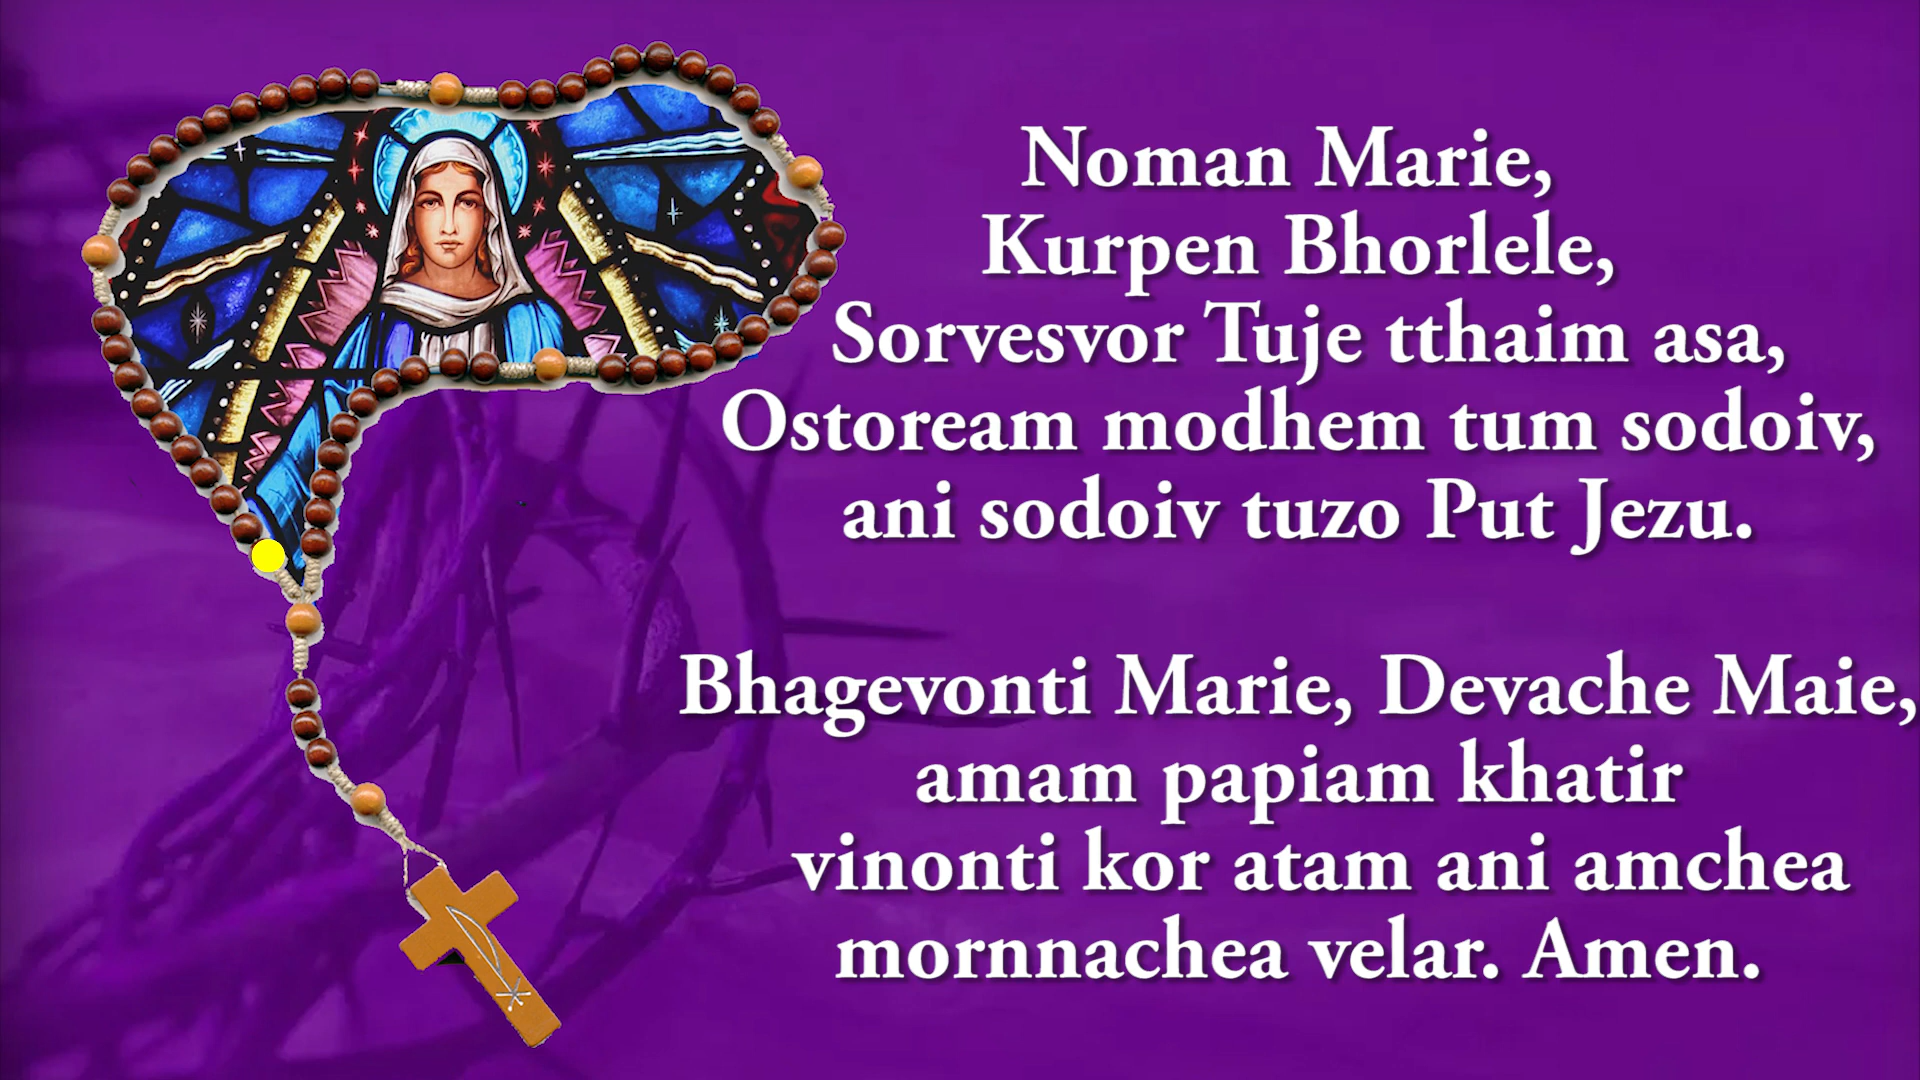 Noman Marie,
Kurpen Bhorlele,
Sorvesvor Tuje tthaim asa,
Ostoream modhem tum sodoiv,
ani sodoiv tuzo Put Jezu.
Bhagevonti Marie, Devache Maie,
amam papiam khatir
vinonti kor atam ani amchea
mornnachea velar. Amen.